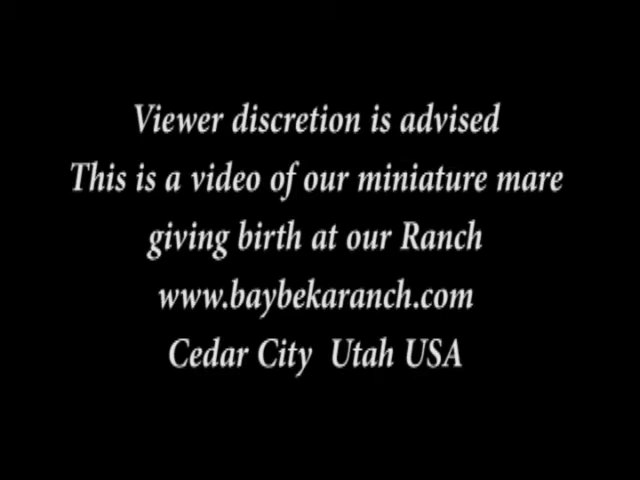 Viewer discretion is advised
This is a video of our miniature mare
giving birth at our Ranch
www.baybekaranch.com
Cedar City  Utah USA